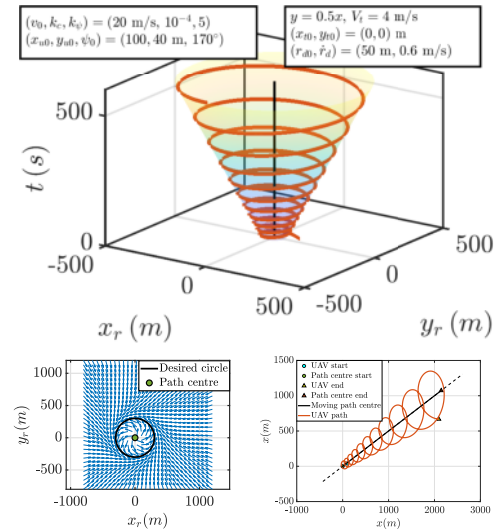 (v₀, k_c, k_ψ) = (20 m/s, 10⁻⁴, 5)
(x_{u0}, y_{u0}, ψ₀) = (100, 40 m, 170°)
y = 0.5x, V_t = 4 m/s
(x_{t0}, y_{t0}) = (0, 0) m
(r_{d0}, ṙ_d) = (50 m, 0.6 m/s)
500
0
-500
0
500
-500
0
500
t (s)
x_r (m)
y_r (m)
1000
500
0
-500
-1000
0
1000
y_r(m)
x_r(m)
Desired circle
Path centre
1500
1000
500
0
-500
-1000
0
1000
2000
3000
x(m)
x(m)
UAV start
Path centre start
UAV end
Path centre end
Moving path centre
UAV path